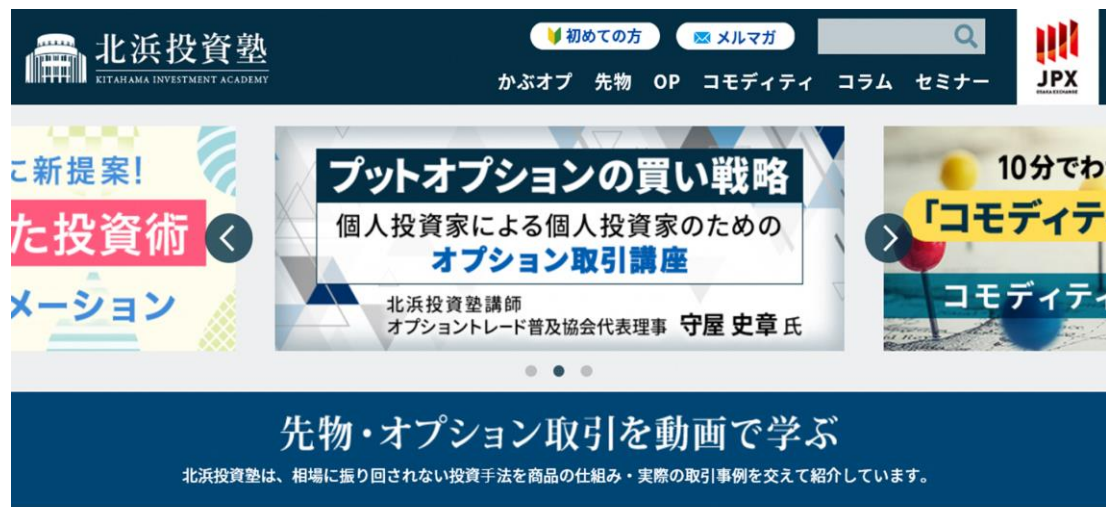 北浜投資塾
KITAHAMA INVESTMENT ACADEMY
初めての方
メルマガ
かぶオプ 先物 OP コモディティ コラム セミナー
JPX
OSAKA EXCHANGE
に新提案!
た投資術
メーション
プットオプションの買い戦略
個人投資家による個人投資家のための
オプション取引講座
北浜投資塾講師
オプショントレード普及協会代表理事 守屋 史章 氏
10分でわ
「コモディテ
コモディティ
先物・オプション取引を動画で学ぶ
北浜投資塾は、相場に振り回されない投資手法を商品の仕組み・実際の取引事例を交えて紹介しています。